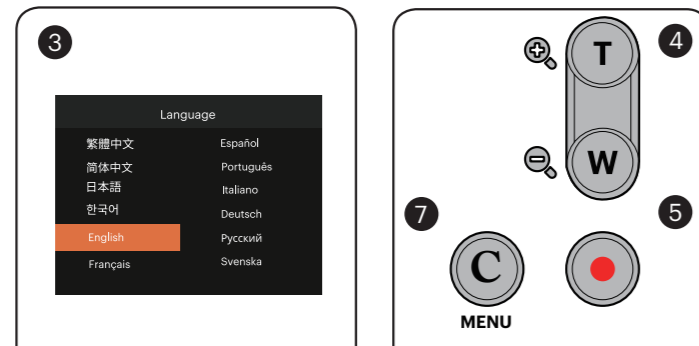 3
Language
繁體中文
简体中文
日本語
한국어
English
Français
Español
Português
Italiano
Deutsch
Русский
Svenska
4
T
W
7
5
C
MENU